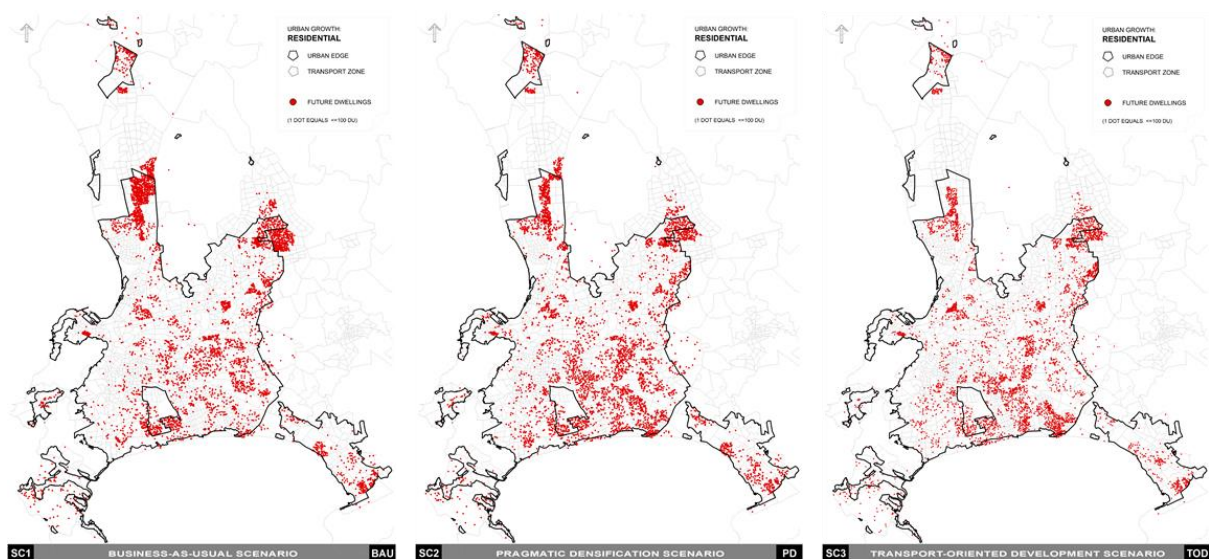 URBAN GROWTH:
RESIDENTIAL
URBAN EDGE
TRANSPORT ZONE
FUTURE DWELLINGS
(1 DOT EQUALS <=100 DU)
SC1 BUSINESS-AS-USUAL SCENARIO BAU
URBAN GROWTH:
RESIDENTIAL
URBAN EDGE
TRANSPORT ZONE
FUTURE DWELLINGS
(1 DOT EQUALS <=100 DU)
SC2 PRAGMATIC DENSIFICATION SCENARIO PD
URBAN GROWTH:
RESIDENTIAL
URBAN EDGE
TRANSPORT ZONE
FUTURE DWELLINGS
(1 DOT EQUALS <=100 DU)
SC3 TRANSPORT-ORIENTED DEVELOPMENT SCENARIO TOD